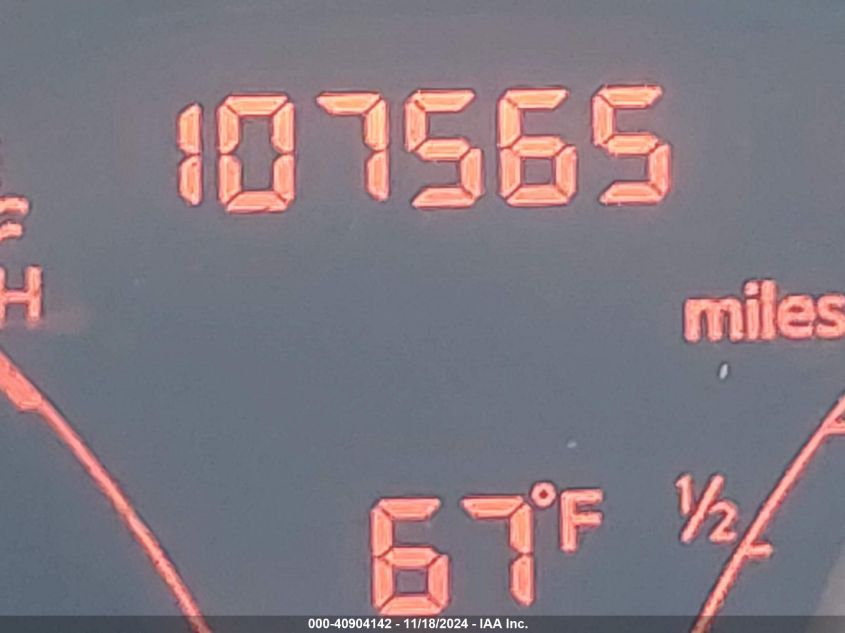 107565
F
H
miles
67°F
1/2
000-40904142 - 11/18/2024 - IAA Inc.